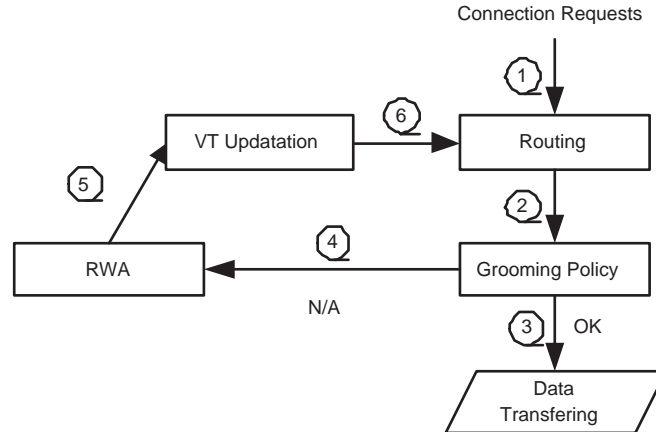 Connection Requests
1
6
VT Updatation
Routing
5
2
4
RWA
Grooming Policy
N/A
3
OK
Data
Transfering